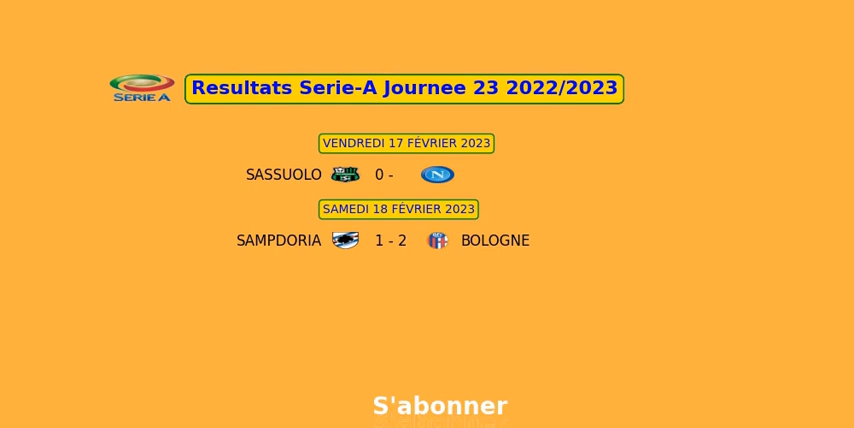 SERIE A
Resultats Serie-A Journee 23 2022/2023
VENDREDI 17 FÉVRIER 2023
SASSUOLO 0 - N
SAMEDI 18 FÉVRIER 2023
SAMPDORIA 1 - 2 BOLOGNE
S'abonner